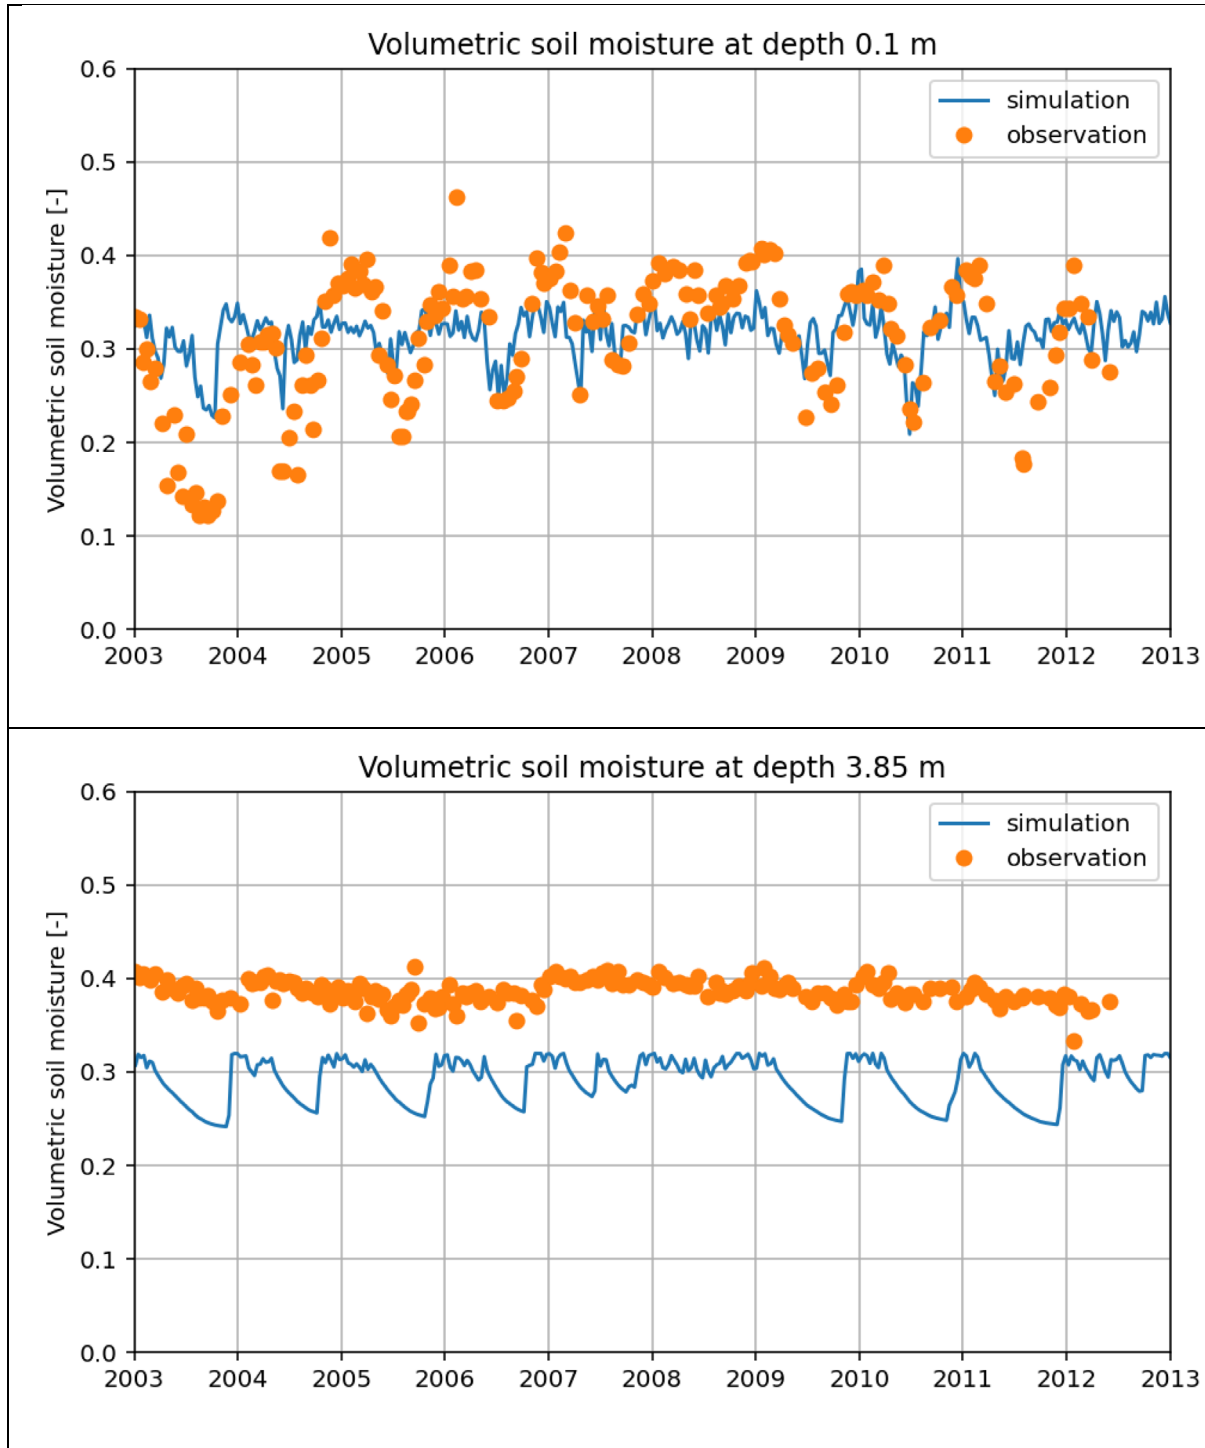 Volumetric soil moisture at depth 0.1 m
simulation
observation
Volumetric soil moisture [-]
0.6
0.5
0.4
0.3
0.2
0.1
0.0
2003 2004 2005 2006 2007 2008 2009 2010 2011 2012 2013
Volumetric soil moisture at depth 3.85 m
simulation
observation
Volumetric soil moisture [-]
0.6
0.5
0.4
0.3
0.2
0.1
0.0
2003 2004 2005 2006 2007 2008 2009 2010 2011 2012 2013